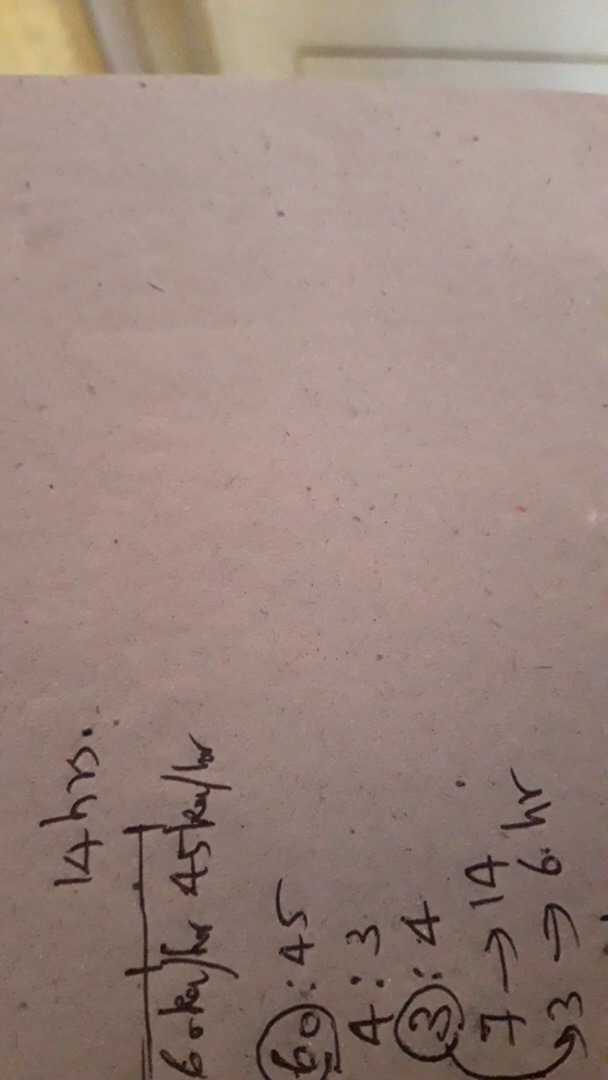 14 hrs.
60 km/hr 45 km/hr
60 : 45
4 : 3
3 : 4
7 → 14
3 → 6 hr